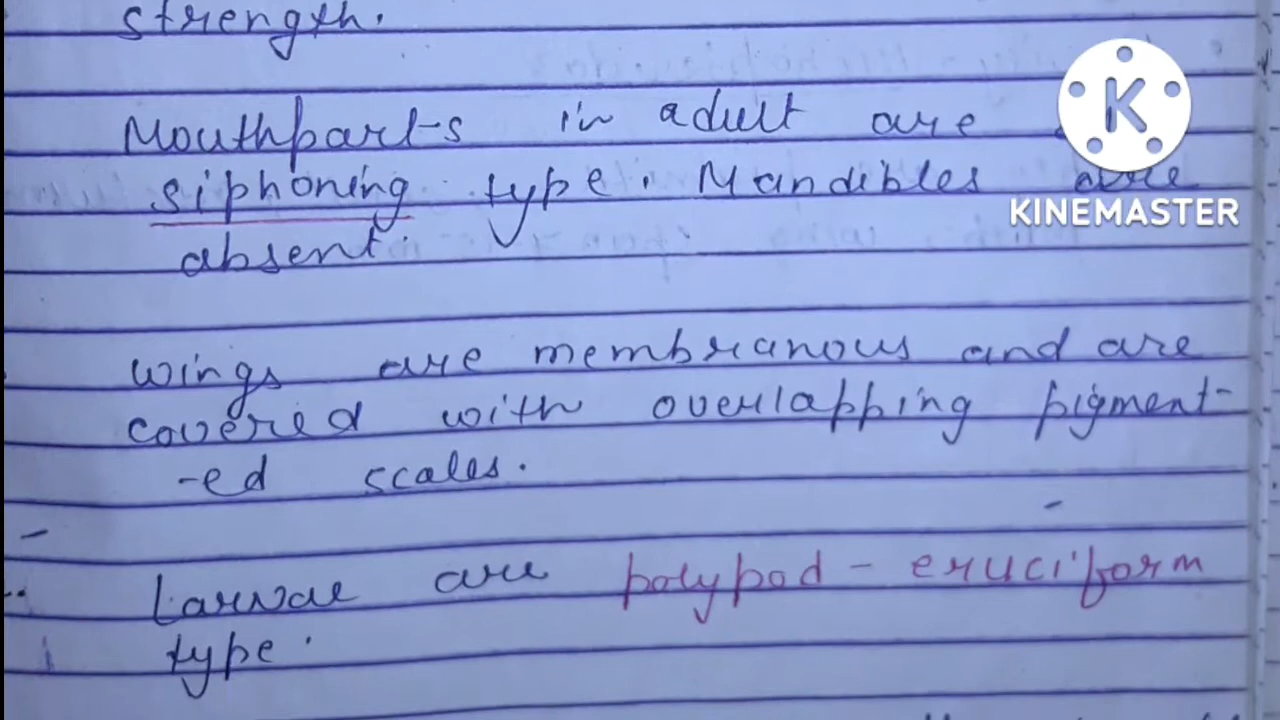 strength.
Mouthparts in adult are
siphoning type. Mandibles are
absent.
KINEMASTER
wings are membranous and are
covered with overlapping pigment-
-ed scales.
Larvae are polypod - eruciform
type.